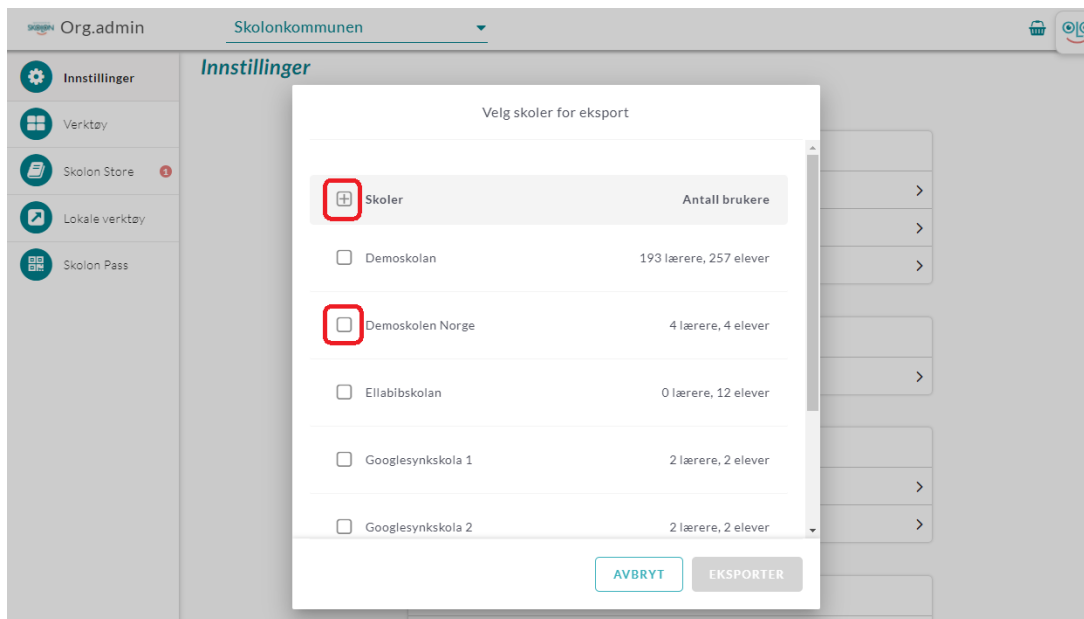 Org.admin
Skolonkommunen
Innstillinger
Verktøy
Skolon Store 1
Lokale verktøy
Skolon Pass
Innstillinger
Velg skoler for eksport
Skoler Antall brukere
Demoskolan 193 lærere, 257 elever
Demoskolen Norge 4 lærere, 4 elever
Ellabibskolan 0 lærere, 12 elever
Googlesynkskola 1 2 lærere, 2 elever
Googlesynkskola 2 2 lærere, 2 elever
AVBRYT EKSPORTER